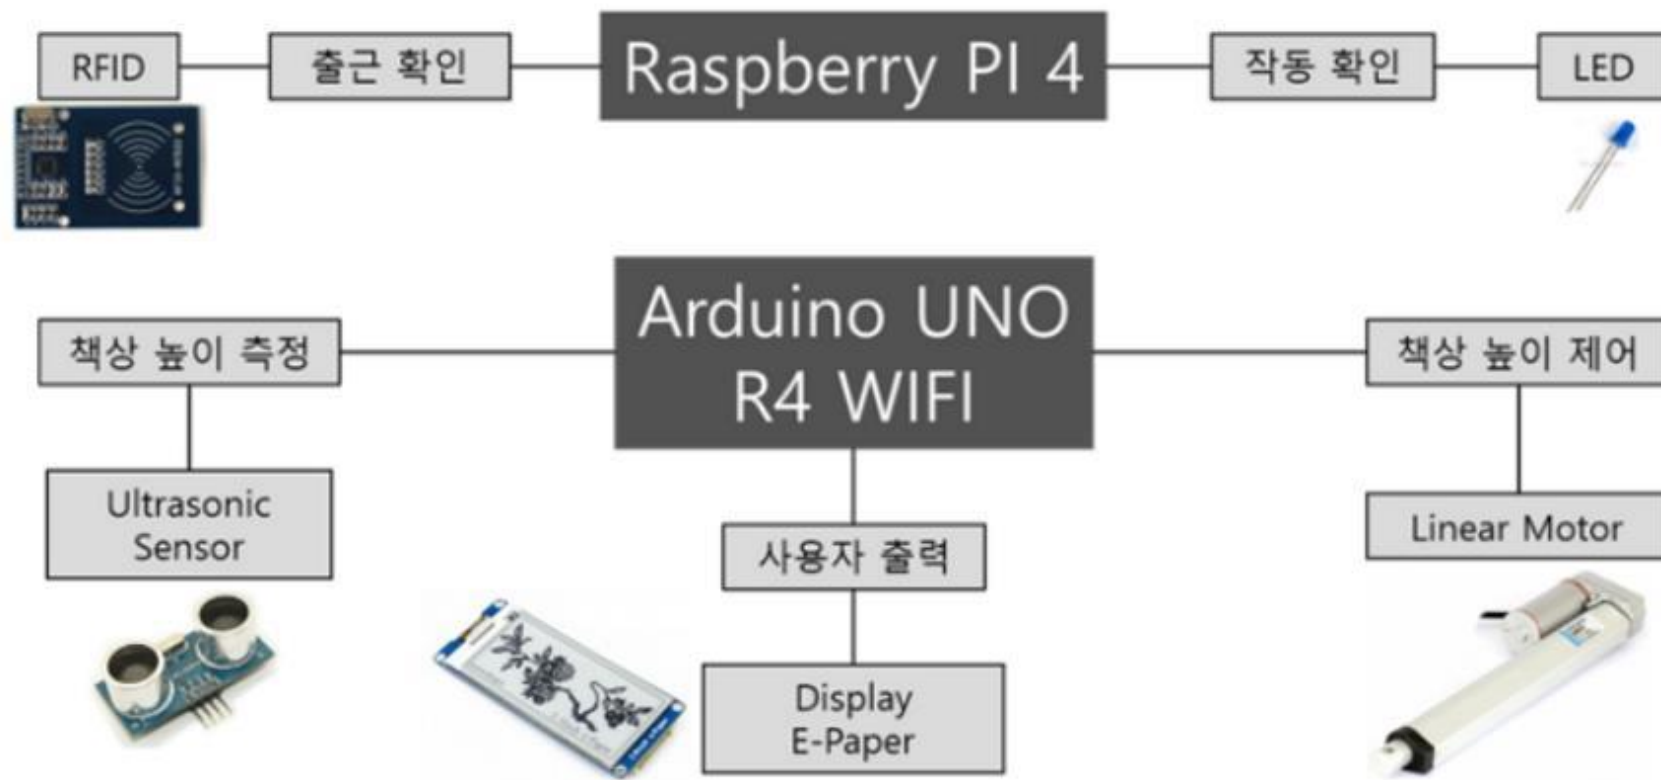 RFID
출근 확인
Raspberry PI 4
작동 확인
LED
책상 높이 측정
Arduino UNO
R4 WIFI
책상 높이 제어
Ultrasonic
Sensor
사용자 출력
Linear Motor
Display
E-Paper